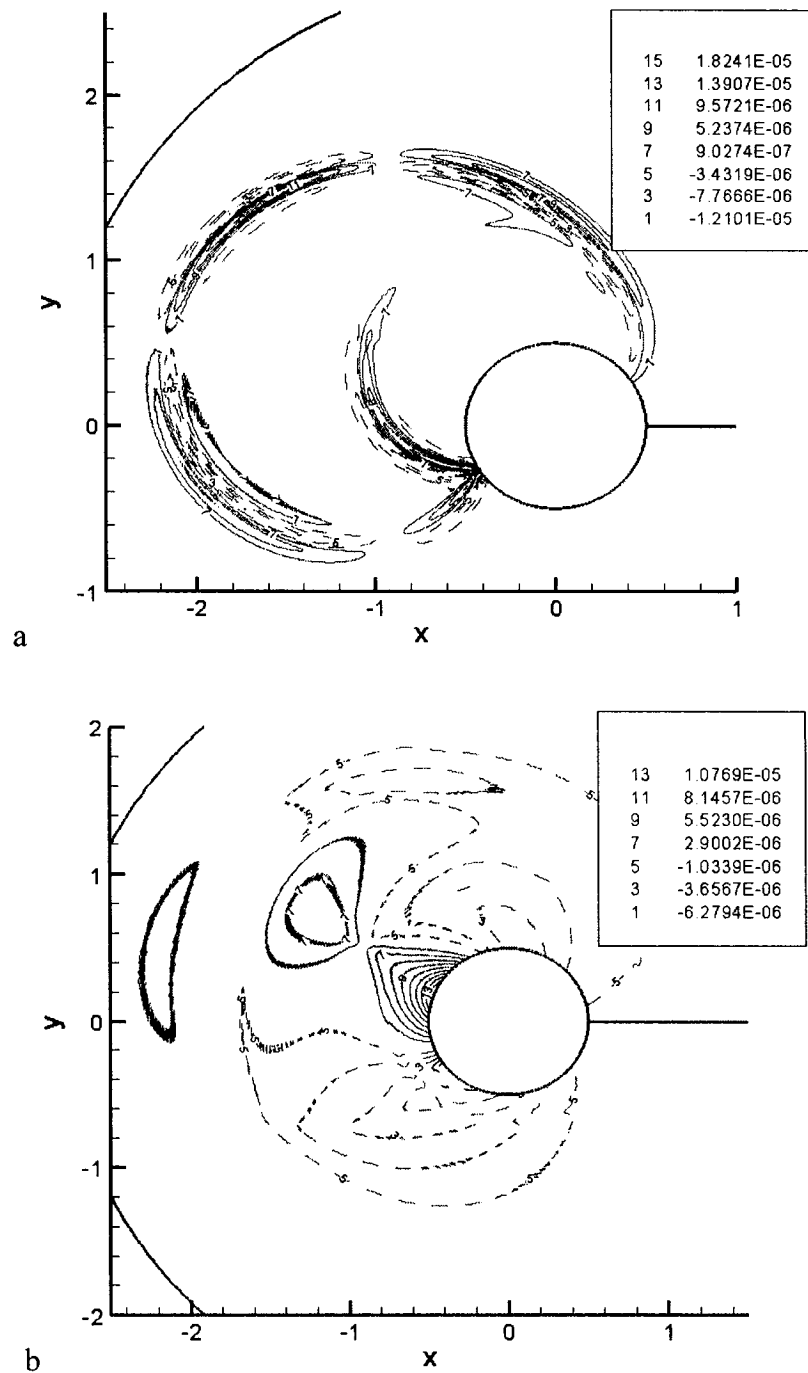 2
1
0
-1
y
-2
-1
0
1
x
15 1.8241E-05
13 1.3907E-05
11 9.5721E-06
9 5.2374E-06
7 9.0274E-07
5 -3.4319E-06
3 -7.7666E-06
1 -1.2101E-05
a
2
1
0
-1
-2
y
-2
-1
0
1
x
13 1.0769E-05
11 8.1457E-06
9 5.5230E-06
7 2.9002E-06
5 -1.0339E-06
3 -3.6567E-06
1 -6.2794E-06
b